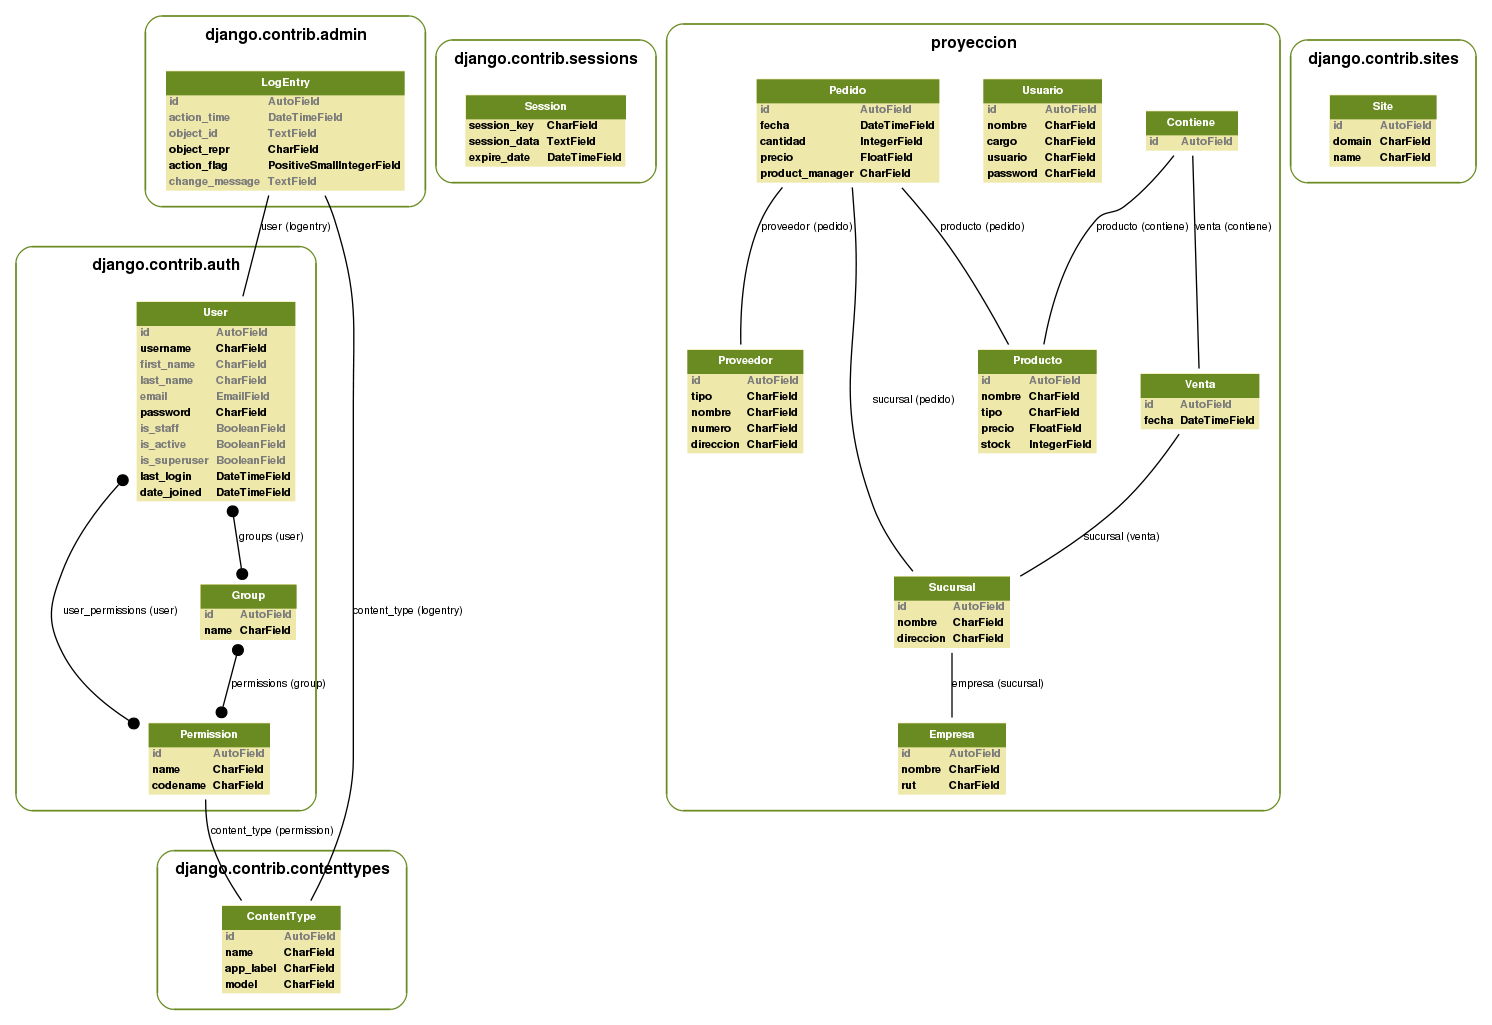 django.contrib.admin
LogEntry
id AutoField
action_time DateTimeField
object_id TextField
object_repr CharField
action_flag PositiveSmallIntegerField
change_message TextField
django.contrib.sessions
Session
session_key CharField
session_data TextField
expire_date DateTimeField
proyeccion
Pedido
id AutoField
fecha DateTimeField
cantidad IntegerField
precio FloatField
product_manager CharField
Usuario
id AutoField
nombre CharField
cargo CharField
usuario CharField
password CharField
Contiene
id AutoField
django.contrib.sites
Site
id AutoField
domain CharField
name CharField
user (logentry)
proveedor (pedido)
producto (pedido)
producto (contiene)
venta (contiene)
django.contrib.auth
User
id AutoField
username CharField
first_name CharField
last_name CharField
email EmailField
password CharField
is_staff BooleanField
is_active BooleanField
is_superuser BooleanField
last_login DateTimeField
date_joined DateTimeField
Proveedor
id AutoField
tipo CharField
nombre CharField
numero CharField
direccion CharField
sucursal (pedido)
Producto
id AutoField
nombre CharField
tipo CharField
precio FloatField
stock IntegerField
Venta
id AutoField
fecha DateTimeField
groups (user)
sucursal (venta)
Group
id AutoField
name CharField
user_permissions (user)
content_type (logentry)
Sucursal
id AutoField
nombre CharField
direccion CharField
permissions (group)
empresa (sucursal)
Permission
id AutoField
name CharField
codename CharField
Empresa
id AutoField
nombre CharField
rut CharField
content_type (permission)
django.contrib.contenttypes
ContentType
id AutoField
name CharField
app_label CharField
model CharField